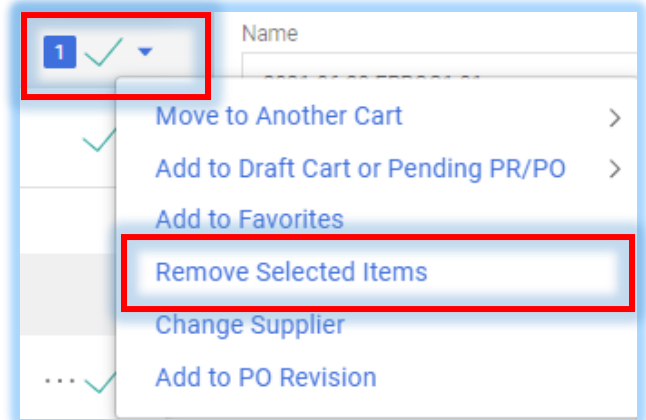 1
Name
Move to Another Cart
Add to Draft Cart or Pending PR/PO
Add to Favorites
Remove Selected Items
Change Supplier
Add to PO Revision